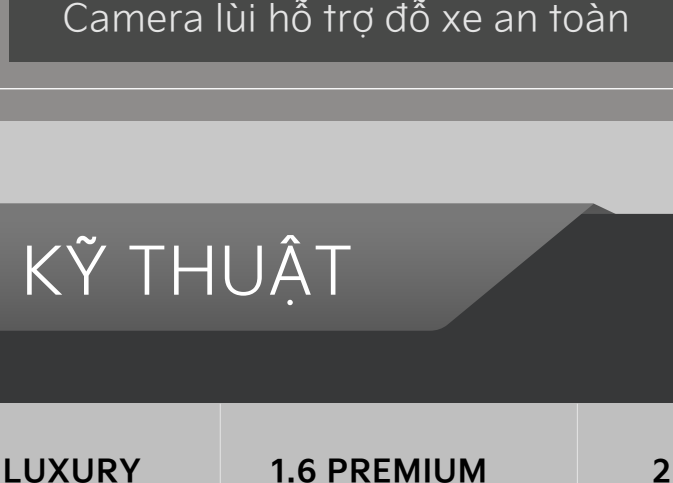 Camera lùi hỗ trợ đỗ xe an toàn
KỸ THUẬT
LUXURY 1.6 PREMIUM 2